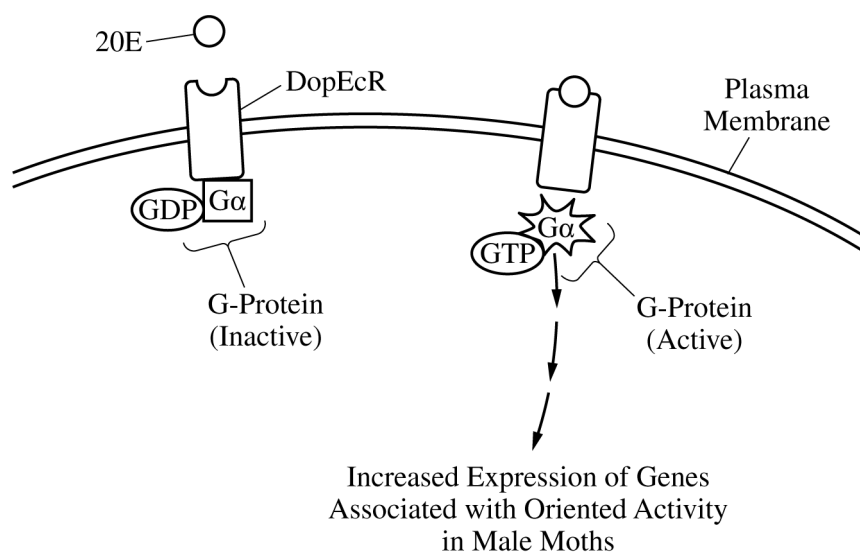 20E
DopEcR
Plasma
Membrane
GDP
Gα
Gα
GTP
G-Protein
(Inactive)
G-Protein
(Active)
Increased Expression of Genes
Associated with Oriented Activity
in Male Moths